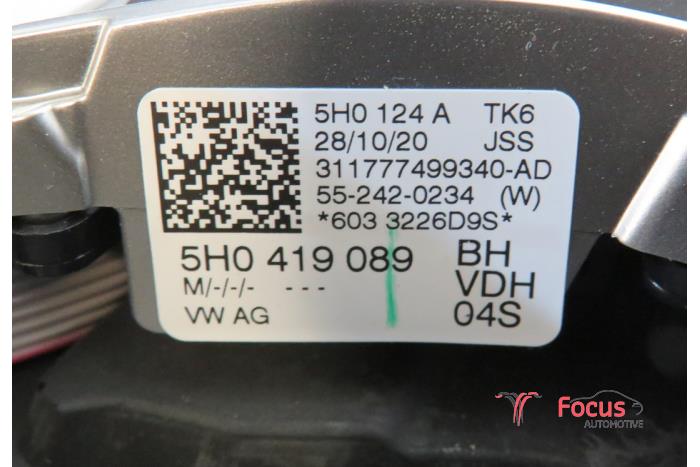 5H0 124 A TK6
28/10/20 JSS
311777499340-AD
55-242-0234 (W)
*603 3226D9S*
5H0 419 089 BH
M/-/-/- --- VDH
VW AG 04S
Focus
AUTOMOTIVE